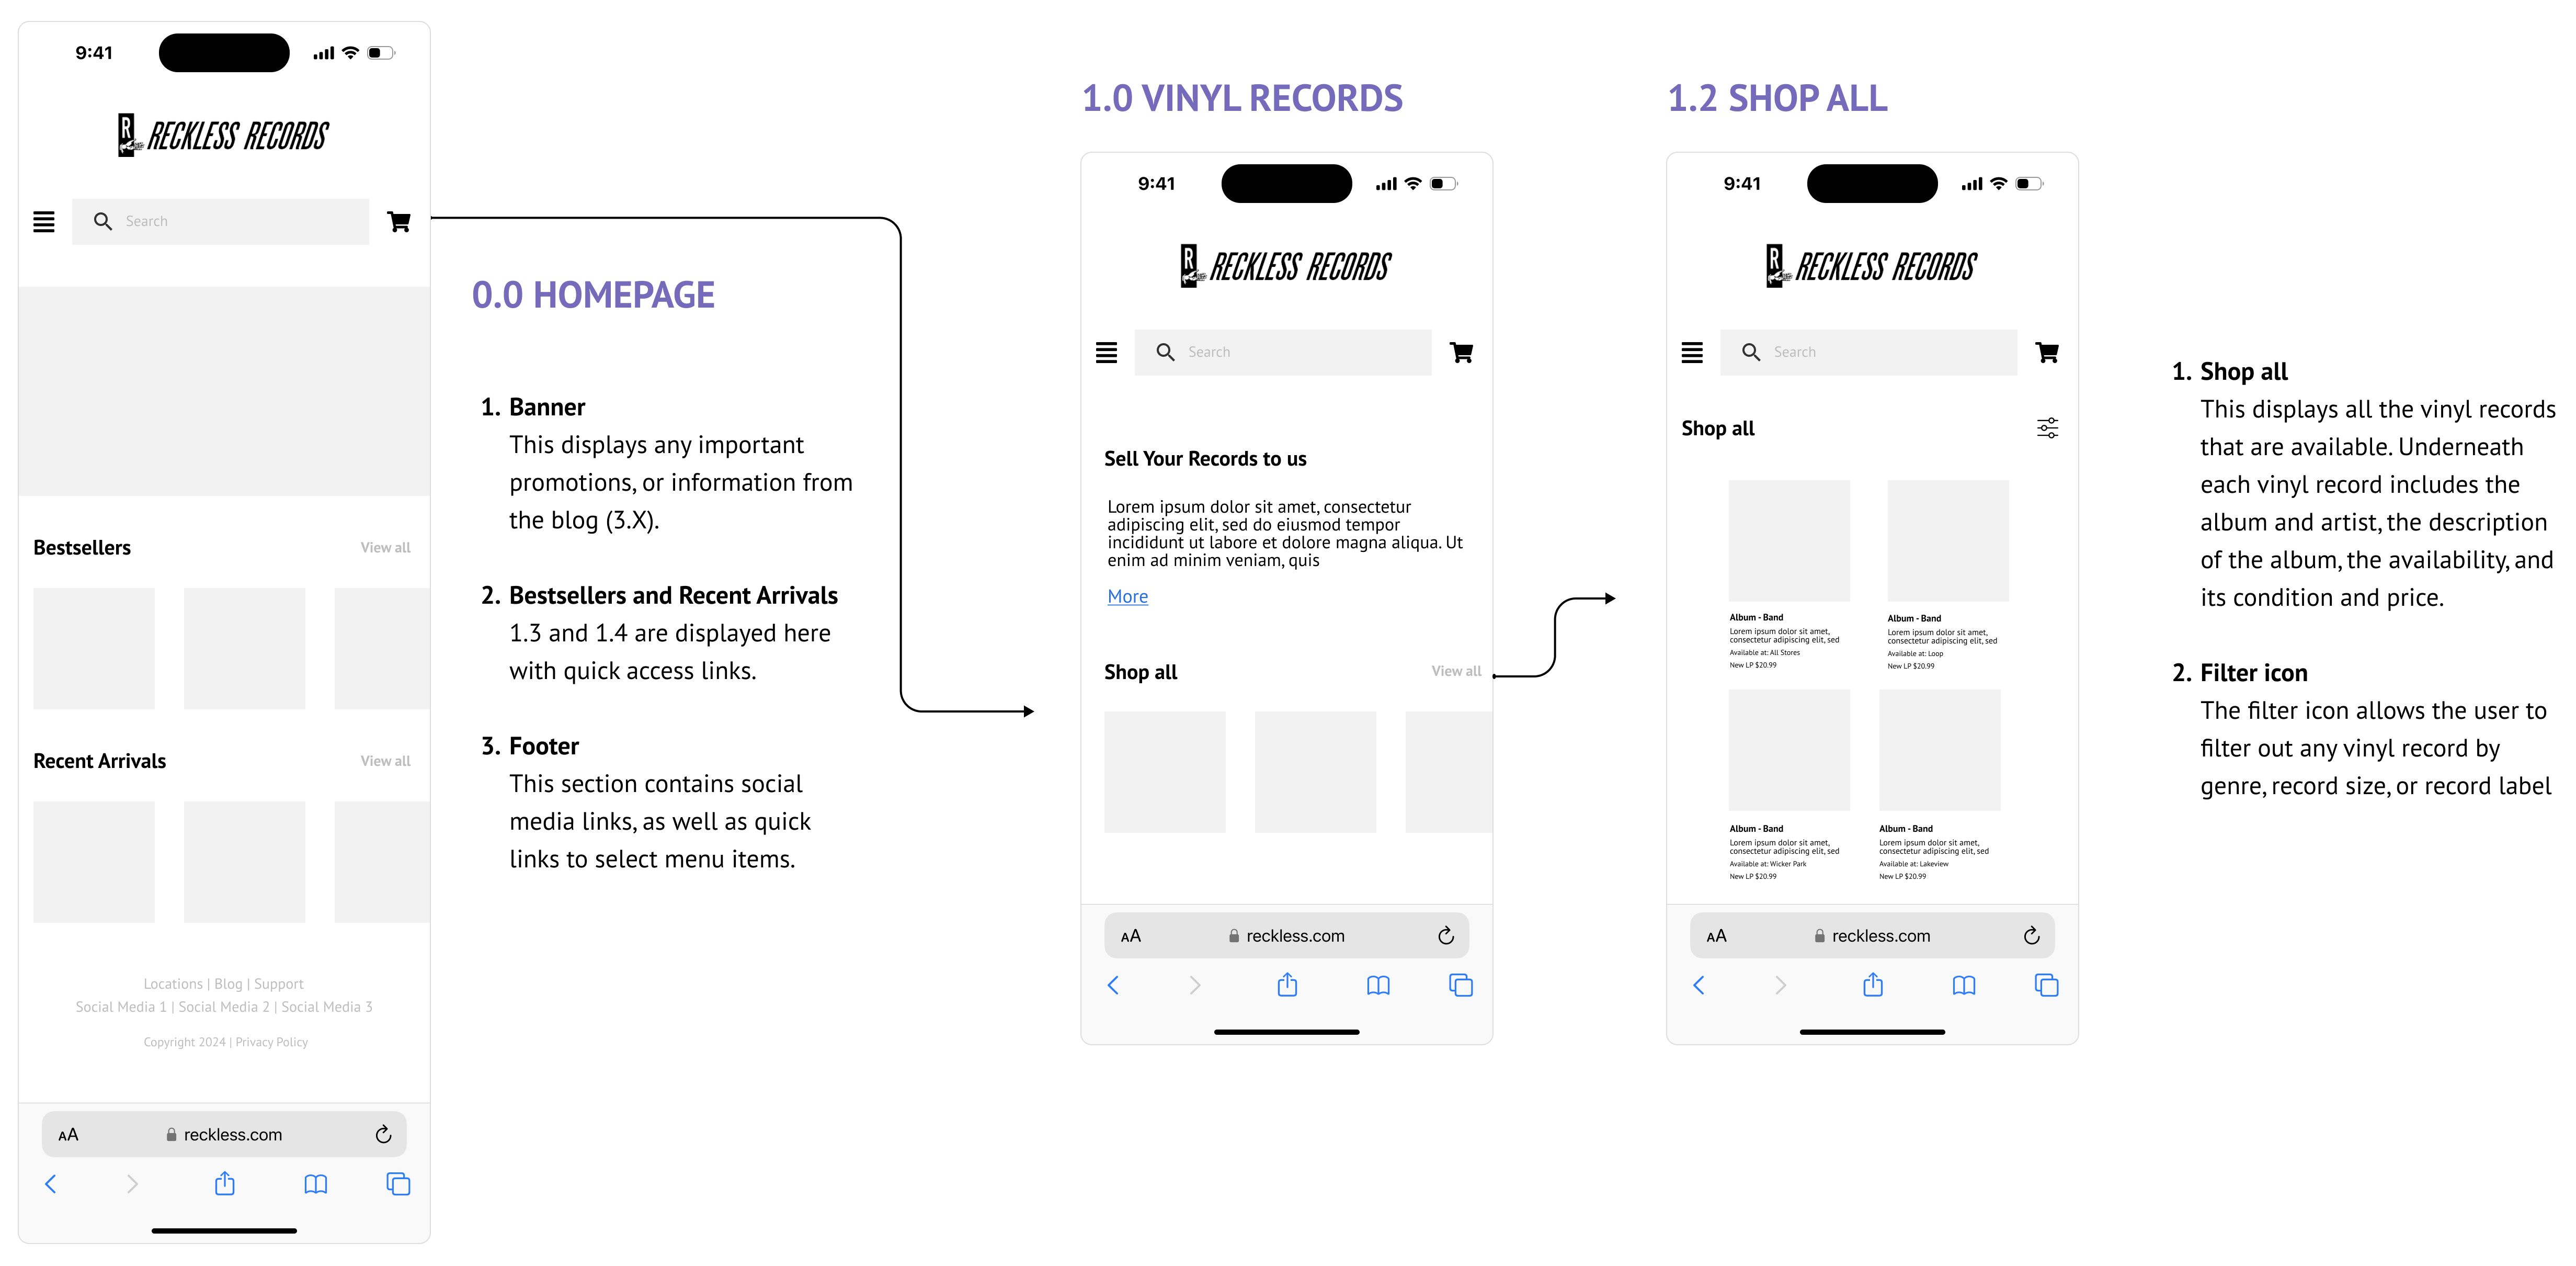 9:41
R RECKLESS RECORDS
Search
Bestsellers View all
Recent Arrivals View all
Locations | Blog | Support
Social Media 1 | Social Media 2 | Social Media 3
Copyright 2024 | Privacy Policy
AA reckless.com
0.0 HOMEPAGE
1. Banner
This displays any important
promotions, or information from
the blog (3.X).
2. Bestsellers and Recent Arrivals
1.3 and 1.4 are displayed here
with quick access links.
3. Footer
This section contains social
media links, as well as quick
links to select menu items.
1.0 VINYL RECORDS
9:41
R RECKLESS RECORDS
Search
Sell Your Records to us
Lorem ipsum dolor sit amet, consectetur
adipiscing elit, sed do eiusmod tempor
incididunt ut labore et dolore magna aliqua. Ut
enim ad minim veniam, quis
More
Shop all View all
AA reckless.com
1.2 SHOP ALL
9:41
R RECKLESS RECORDS
Search
Shop all
Album - Band
Lorem ipsum dolor sit amet,
consectetur adipiscing elit, sed
Available at: All Stores
New LP $20.99
Album - Band
Lorem ipsum dolor sit amet,
consectetur adipiscing elit, sed
Available at: Loop
New LP $20.99
Album - Band
Lorem ipsum dolor sit amet,
consectetur adipiscing elit, sed
Available at: Wicker Park
New LP $20.99
Album - Band
Lorem ipsum dolor sit amet,
consectetur adipiscing elit, sed
Available at: Lakeview
New LP $20.99
AA reckless.com
1. Shop all
This displays all the vinyl records
that are available. Underneath
each vinyl record includes the
album and artist, the description
of the album, the availability, and
its condition and price.
2. Filter icon
The filter icon allows the user to
filter out any vinyl record by
genre, record size, or record label